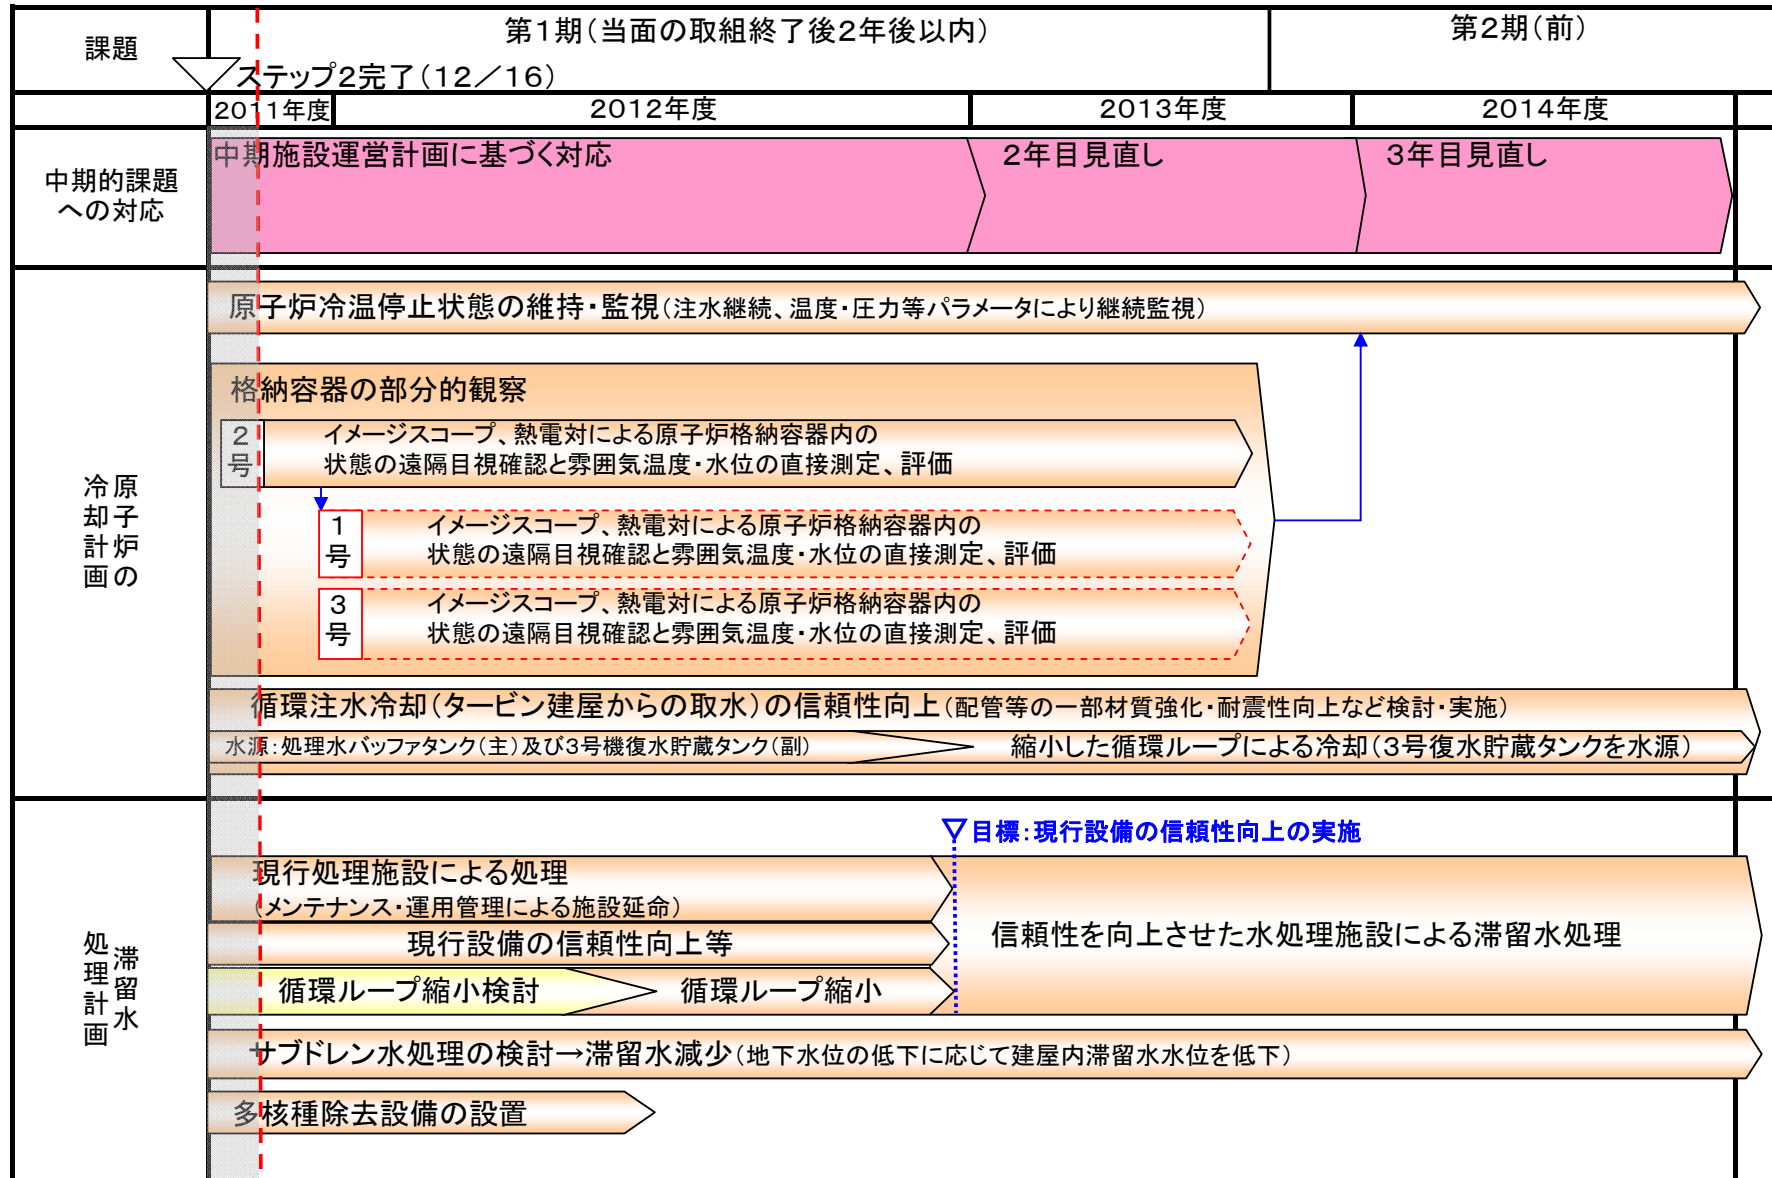 課題
第1期(当面の取組終了後2年後以内)
第2期(前)
ステップ2完了(12/16)
2011年度
2012年度
2013年度
2014年度
中期的課題
への対応
中期施設運営計画に基づく対応
2年目見直し
3年目見直し
原子炉の
冷却計画
原子炉冷温停止状態の維持・監視(注水継続、温度・圧力等パラメータにより継続監視)
格納容器の部分的観察
2号
イメージスコープ、熱電対による原子炉格納容器内の
状態の遠隔目視確認と雰囲気温度・水位の直接測定、評価
1号
イメージスコープ、熱電対による原子炉格納容器内の
状態の遠隔目視確認と雰囲気温度・水位の直接測定、評価
3号
イメージスコープ、熱電対による原子炉格納容器内の
状態の遠隔目視確認と雰囲気温度・水位の直接測定、評価
循環注水冷却(タービン建屋からの取水)の信頼性向上(配管等の一部材質強化・耐震性向上など検討・実施)
水源:処理水バッファタンク(主)及び3号機復水貯蔵タンク(副)
縮小した循環ループによる冷却(3号復水貯蔵タンクを水源)
滞留水
処理計画
▽目標:現行設備の信頼性向上の実施
現行処理施設による処理
(メンテナンス・運用管理による施設延命)
現行設備の信頼性向上等
循環ループ縮小検討
循環ループ縮小
信頼性を向上させた水処理施設による滞留水処理
サブドレン水処理の検討→滞留水減少(地下水位の低下に応じて建屋内滞留水水位を低下)
多核種除去設備の設置